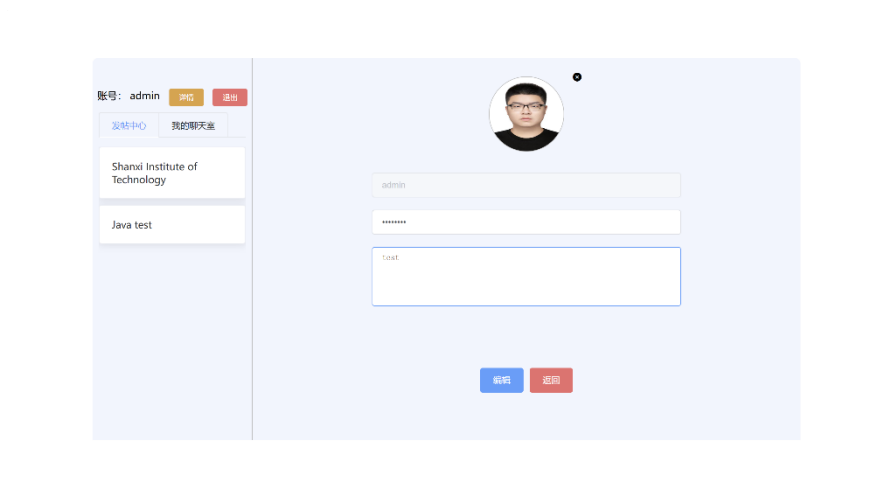 账号： admin 详情 退出
发帖中心 我的聊天室
Shanxi Institute of
Technology
Java test
admin
••••••••
test
编辑 返回